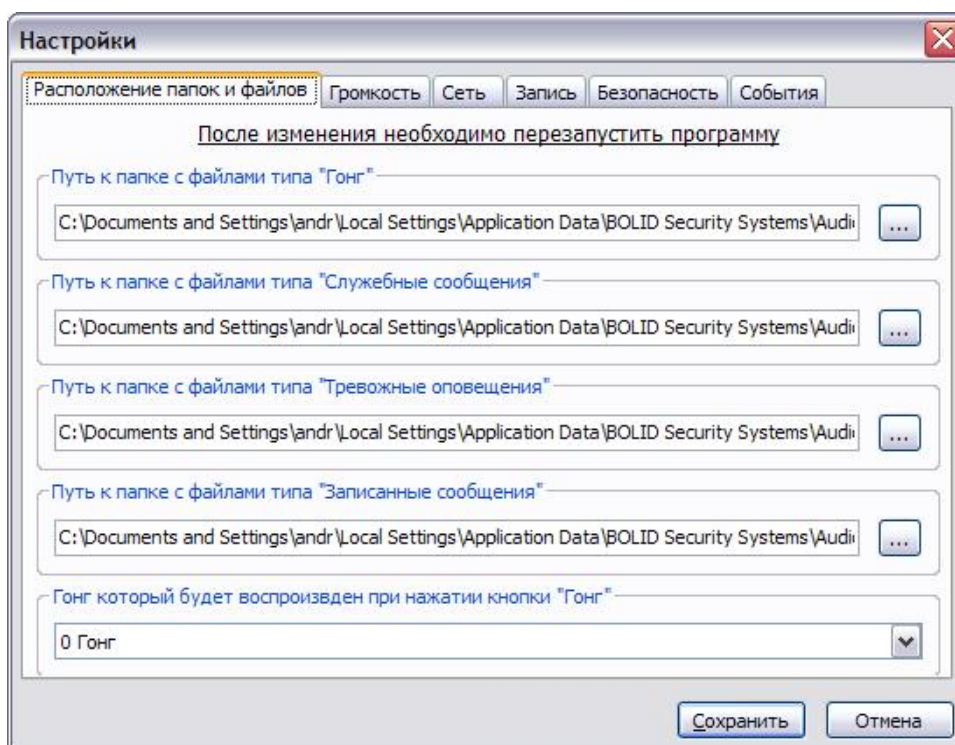 Настройки
Расположение папок и файлов Громкость Сеть Запись Безопасность События
После изменения необходимо перезапустить программу
Путь к папке с файлами типа "Гонг"
C:\Documents and Settings\andr\Local Settings\Application Data\BOLID Security Systems\Audi ...
Путь к папке с файлами типа "Служебные сообщения"
C:\Documents and Settings\andr\Local Settings\Application Data\BOLID Security Systems\Audi ...
Путь к папке с файлами типа "Тревожные оповещения"
C:\Documents and Settings\andr\Local Settings\Application Data\BOLID Security Systems\Audi ...
Путь к папке с файлами типа "Записанные сообщения"
C:\Documents and Settings\andr\Local Settings\Application Data\BOLID Security Systems\Audi ...
Гонг который будет воспроизвден при нажатии кнопки "Гонг"
0 Гонг
Сохранить Отмена